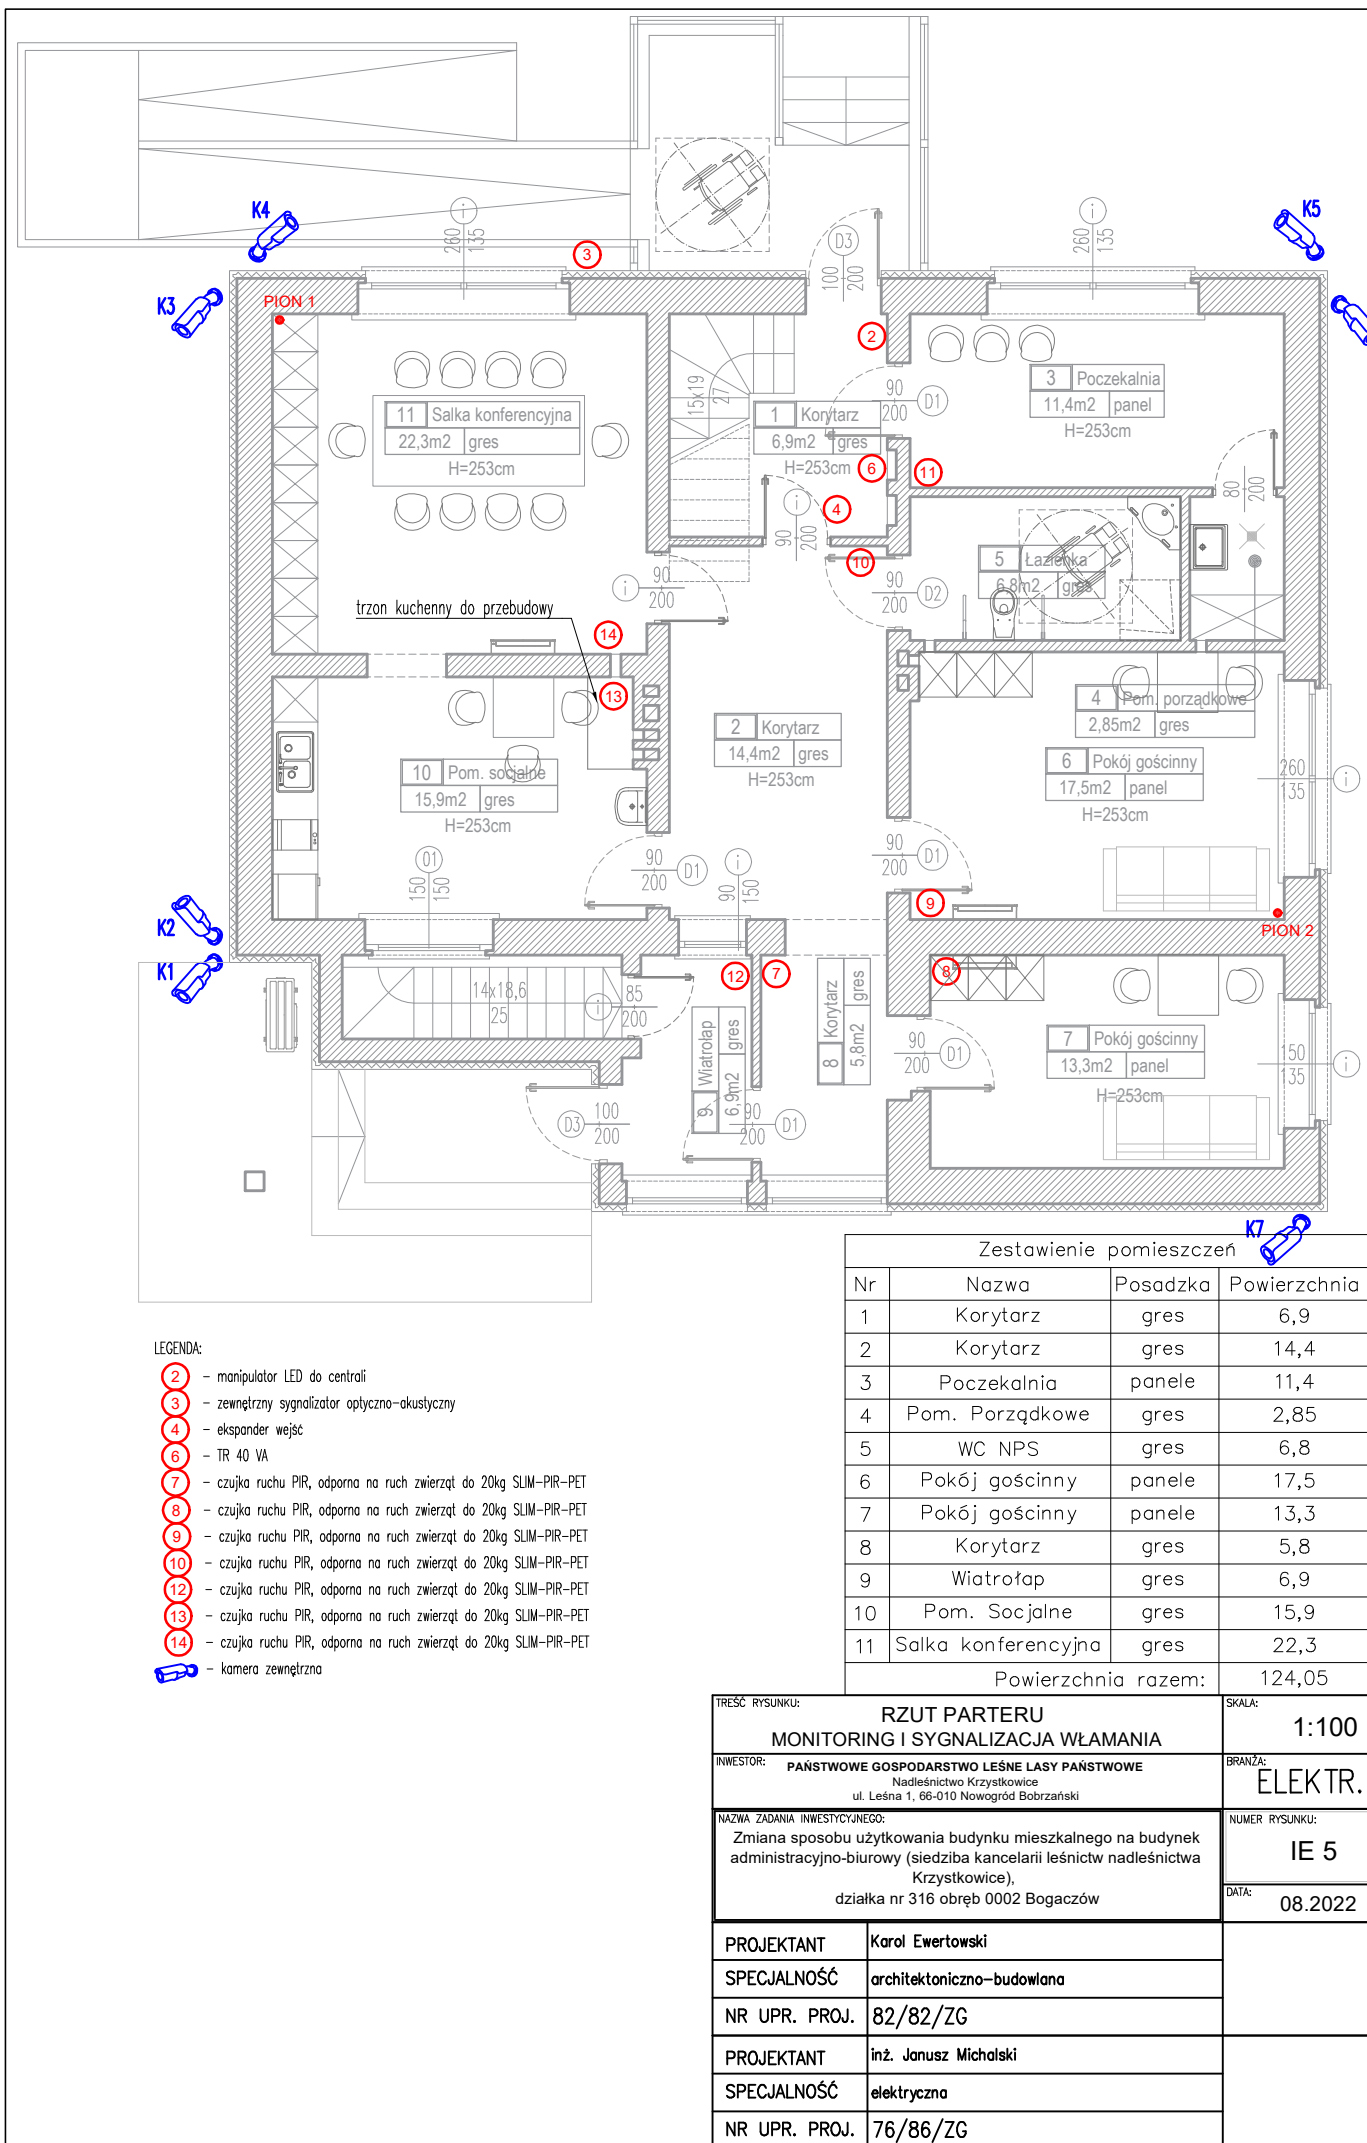 K4
K5
K3
3
PION 1
260
135
i
D3
100
200
i
260
135
2
11 Salka konferencyjna
22,3m2 gres
H=253cm
15x19
27
1 Korytarz
6,9m2 gres
H=253cm
90
200
D1
3 Poczekalnia
11,4m2 panel
H=253cm
6
11
4
i
90
200
80
200
10
5 Łazienka
6,8m2 gres
i
90
200
90
200
D2
trzon kuchenny do przebudowy
14
13
4 Pom. porządkowe
2,85m2 gres
2 Korytarz
14,4m2 gres
H=253cm
6 Pokój gościnny
17,5m2 panel
H=253cm
260
135
i
10 Pom. socjalne
15,9m2 gres
H=253cm
O1
150
150
90
200
D1
i
90
150
90
200
D1
9
PION 2
K2
K1
14x18,6
25
i
85
200
12
7
8
9 Wiatrołap
6,9m2 gres
8 Korytarz
5,8m2 gres
90
200
D1
7 Pokój gościnny
13,3m2 panel
H=253cm
150
135
i
D3
100
200
90
200
D1
K7
Zestawienie pomieszczeń
Nr Nazwa Posadzka Powierzchnia
1 Korytarz gres 6,9
2 Korytarz gres 14,4
3 Poczekalnia panele 11,4
4 Pom. Porządkowe gres 2,85
5 WC NPS gres 6,8
6 Pokój gościnny panele 17,5
7 Pokój gościnny panele 13,3
8 Korytarz gres 5,8
9 Wiatrołap gres 6,9
10 Pom. Socjalne gres 15,9
11 Salka konferencyjna gres 22,3
Powierzchnia razem: 124,05
LEGENDA:
2 - manipulator LED do centrali
3 - zewnętrzny sygnalizator optyczno-akustyczny
4 - ekspander wejść
6 - TR 40 VA
7 - czujka ruchu PIR, odporna na ruch zwierząt do 20kg SLIM-PIR-PET
8 - czujka ruchu PIR, odporna na ruch zwierząt do 20kg SLIM-PIR-PET
9 - czujka ruchu PIR, odporna na ruch zwierząt do 20kg SLIM-PIR-PET
10 - czujka ruchu PIR, odporna na ruch zwierząt do 20kg SLIM-PIR-PET
12 - czujka ruchu PIR, odporna na ruch zwierząt do 20kg SLIM-PIR-PET
13 - czujka ruchu PIR, odporna na ruch zwierząt do 20kg SLIM-PIR-PET
14 - czujka ruchu PIR, odporna na ruch zwierząt do 20kg SLIM-PIR-PET
- kamera zewnętrzna
TREŚĆ RYSUNKU:
RZUT PARTERU
MONITORING I SYGNALIZACJA WŁAMANIA
SKALA:
1:100
INWESTOR:
PAŃSTWOWE GOSPODARSTWO LEŚNE LASY PAŃSTWOWE
Nadleśnictwo Krzystkowice
ul. Leśna 1, 66-010 Nowogród Bobrzański
BRANŻA:
ELEKTR.
NAZWA ZADANIA INWESTYCYJNEGO:
Zmiana sposobu użytkowania budynku mieszkalnego na budynek
administracyjno-biurowy (siedziba kancelarii leśnictw nadleśnictwa
Krzystkowice),
działka nr 316 obręb 0002 Bogaczów
NUMER RYSUNKU:
IE 5
DATA:
08.2022
PROJEKTANT Karol Ewertowski
SPECJALNOŚĆ architektoniczno-budowlana
NR UPR. PROJ. 82/82/ZG
PROJEKTANT inż. Janusz Michalski
SPECJALNOŚĆ elektryczna
NR UPR. PROJ. 76/86/ZG